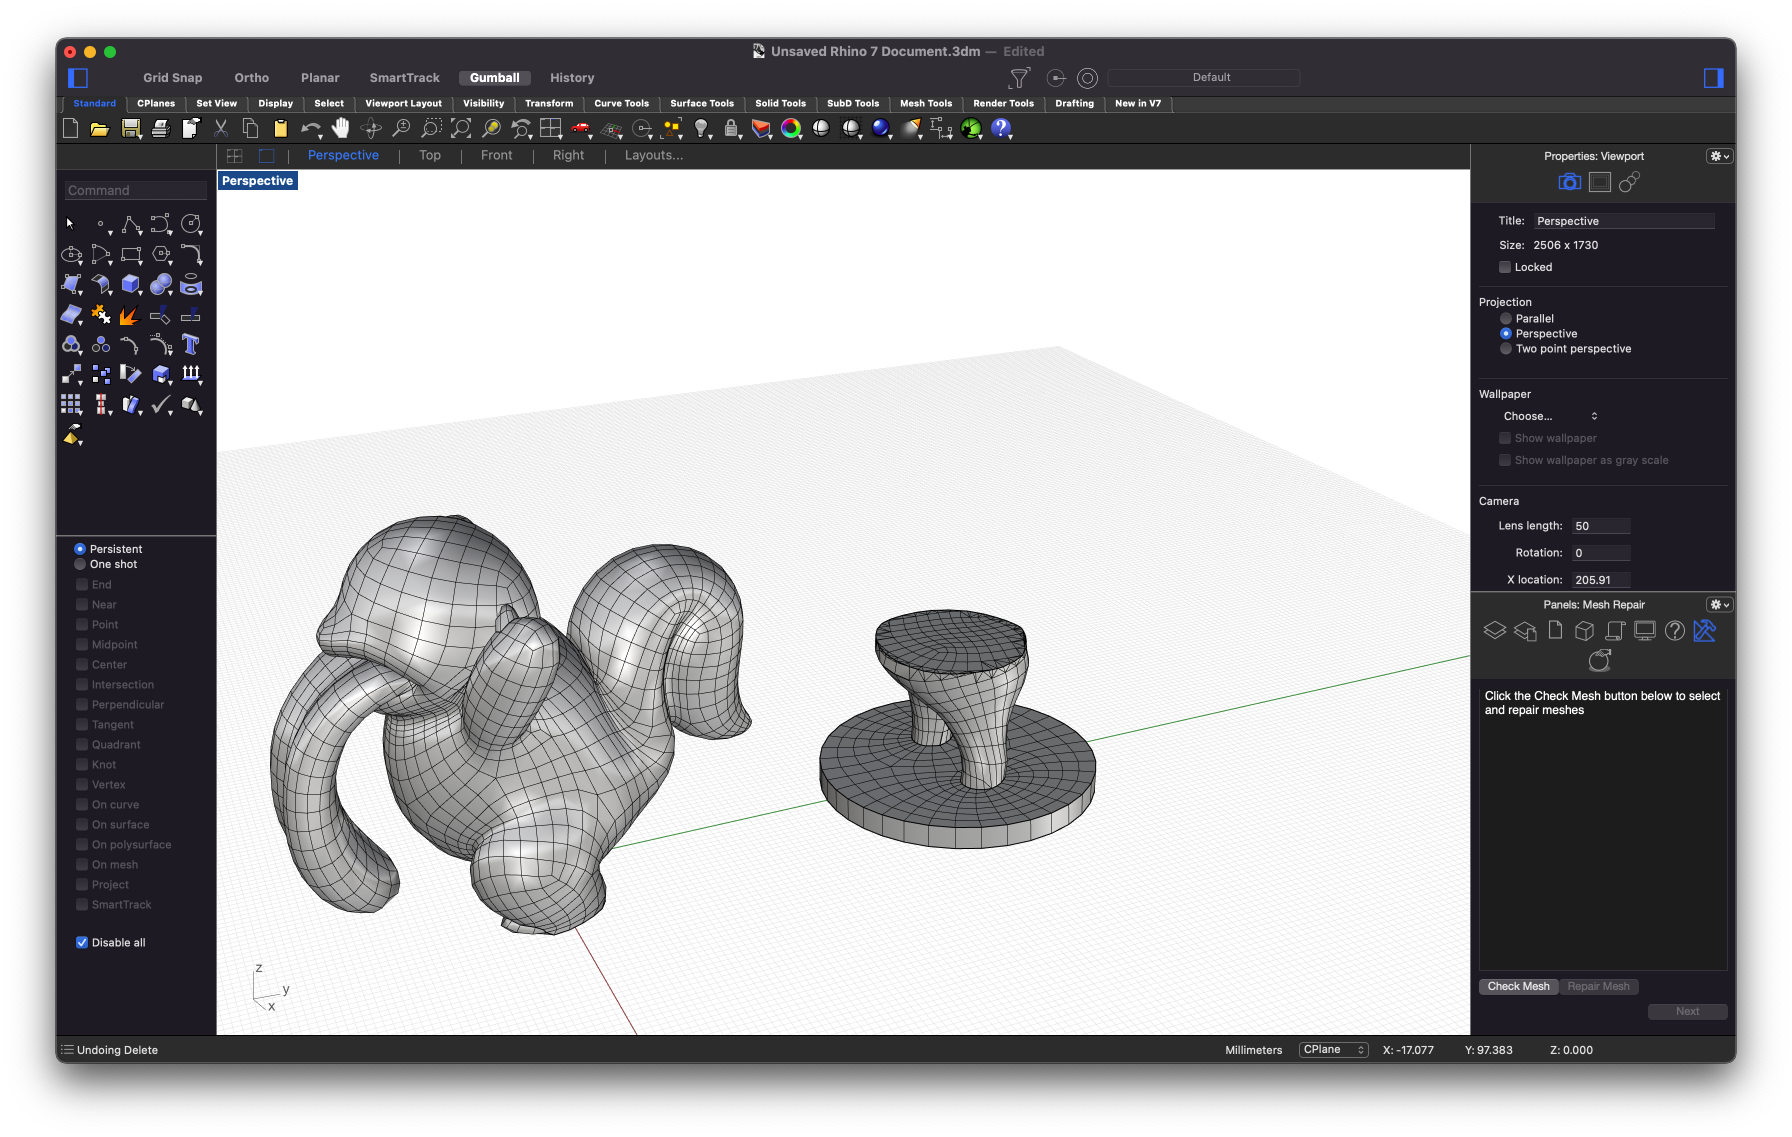 Unsaved Rhino 7 Document.3dm — Edited
Grid Snap Ortho Planar SmartTrack Gumball History Default
Standard CPlanes Set View Display Select Viewport Layout Visibility Transform Curve Tools Surface Tools Solid Tools SubD Tools Mesh Tools Render Tools Drafting New in V7
Perspective Top Front Right Layouts...
Perspective
Command
Persistent
One shot
End
Near
Point
Midpoint
Center
Intersection
Perpendicular
Tangent
Quadrant
Knot
Vertex
On curve
On surface
On polysurface
On mesh
Project
SmartTrack
Disable all
z
y
x
Properties: Viewport
Title: Perspective
Size: 2506 x 1730
Locked
Projection
Parallel
Perspective
Two point perspective
Wallpaper
Choose...
Show wallpaper
Show wallpaper as gray scale
Camera
Lens length: 50
Rotation: 0
X location: 205.91
Panels: Mesh Repair
Click the Check Mesh button below to select
and repair meshes
Check Mesh Repair Mesh
Next
Undoing Delete
Millimeters CPlane X: -17.077 Y: 97.383 Z: 0.000